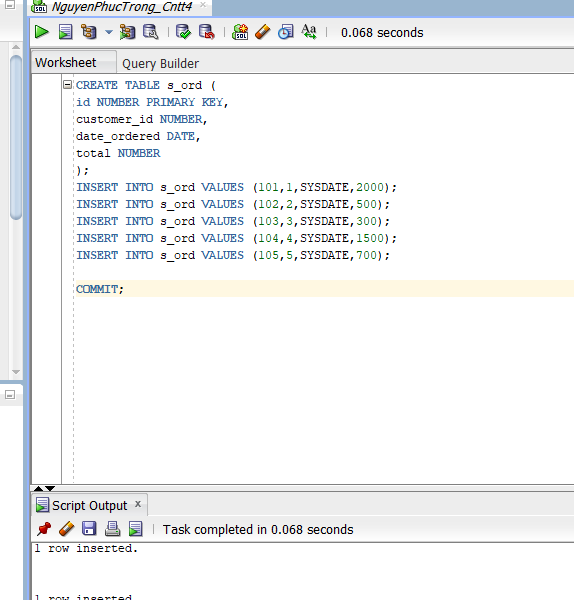 NguyenPhucTrong_Cntt4
0.068 seconds
Worksheet Query Builder
CREATE TABLE s_ord (
id NUMBER PRIMARY KEY,
customer_id NUMBER,
date_ordered DATE,
total NUMBER
);
INSERT INTO s_ord VALUES (101,1,SYSDATE,2000);
INSERT INTO s_ord VALUES (102,2,SYSDATE,500);
INSERT INTO s_ord VALUES (103,3,SYSDATE,300);
INSERT INTO s_ord VALUES (104,4,SYSDATE,1500);
INSERT INTO s_ord VALUES (105,5,SYSDATE,700);
COMMIT;
Script Output
Task completed in 0.068 seconds
1 row inserted.
1 row inserted